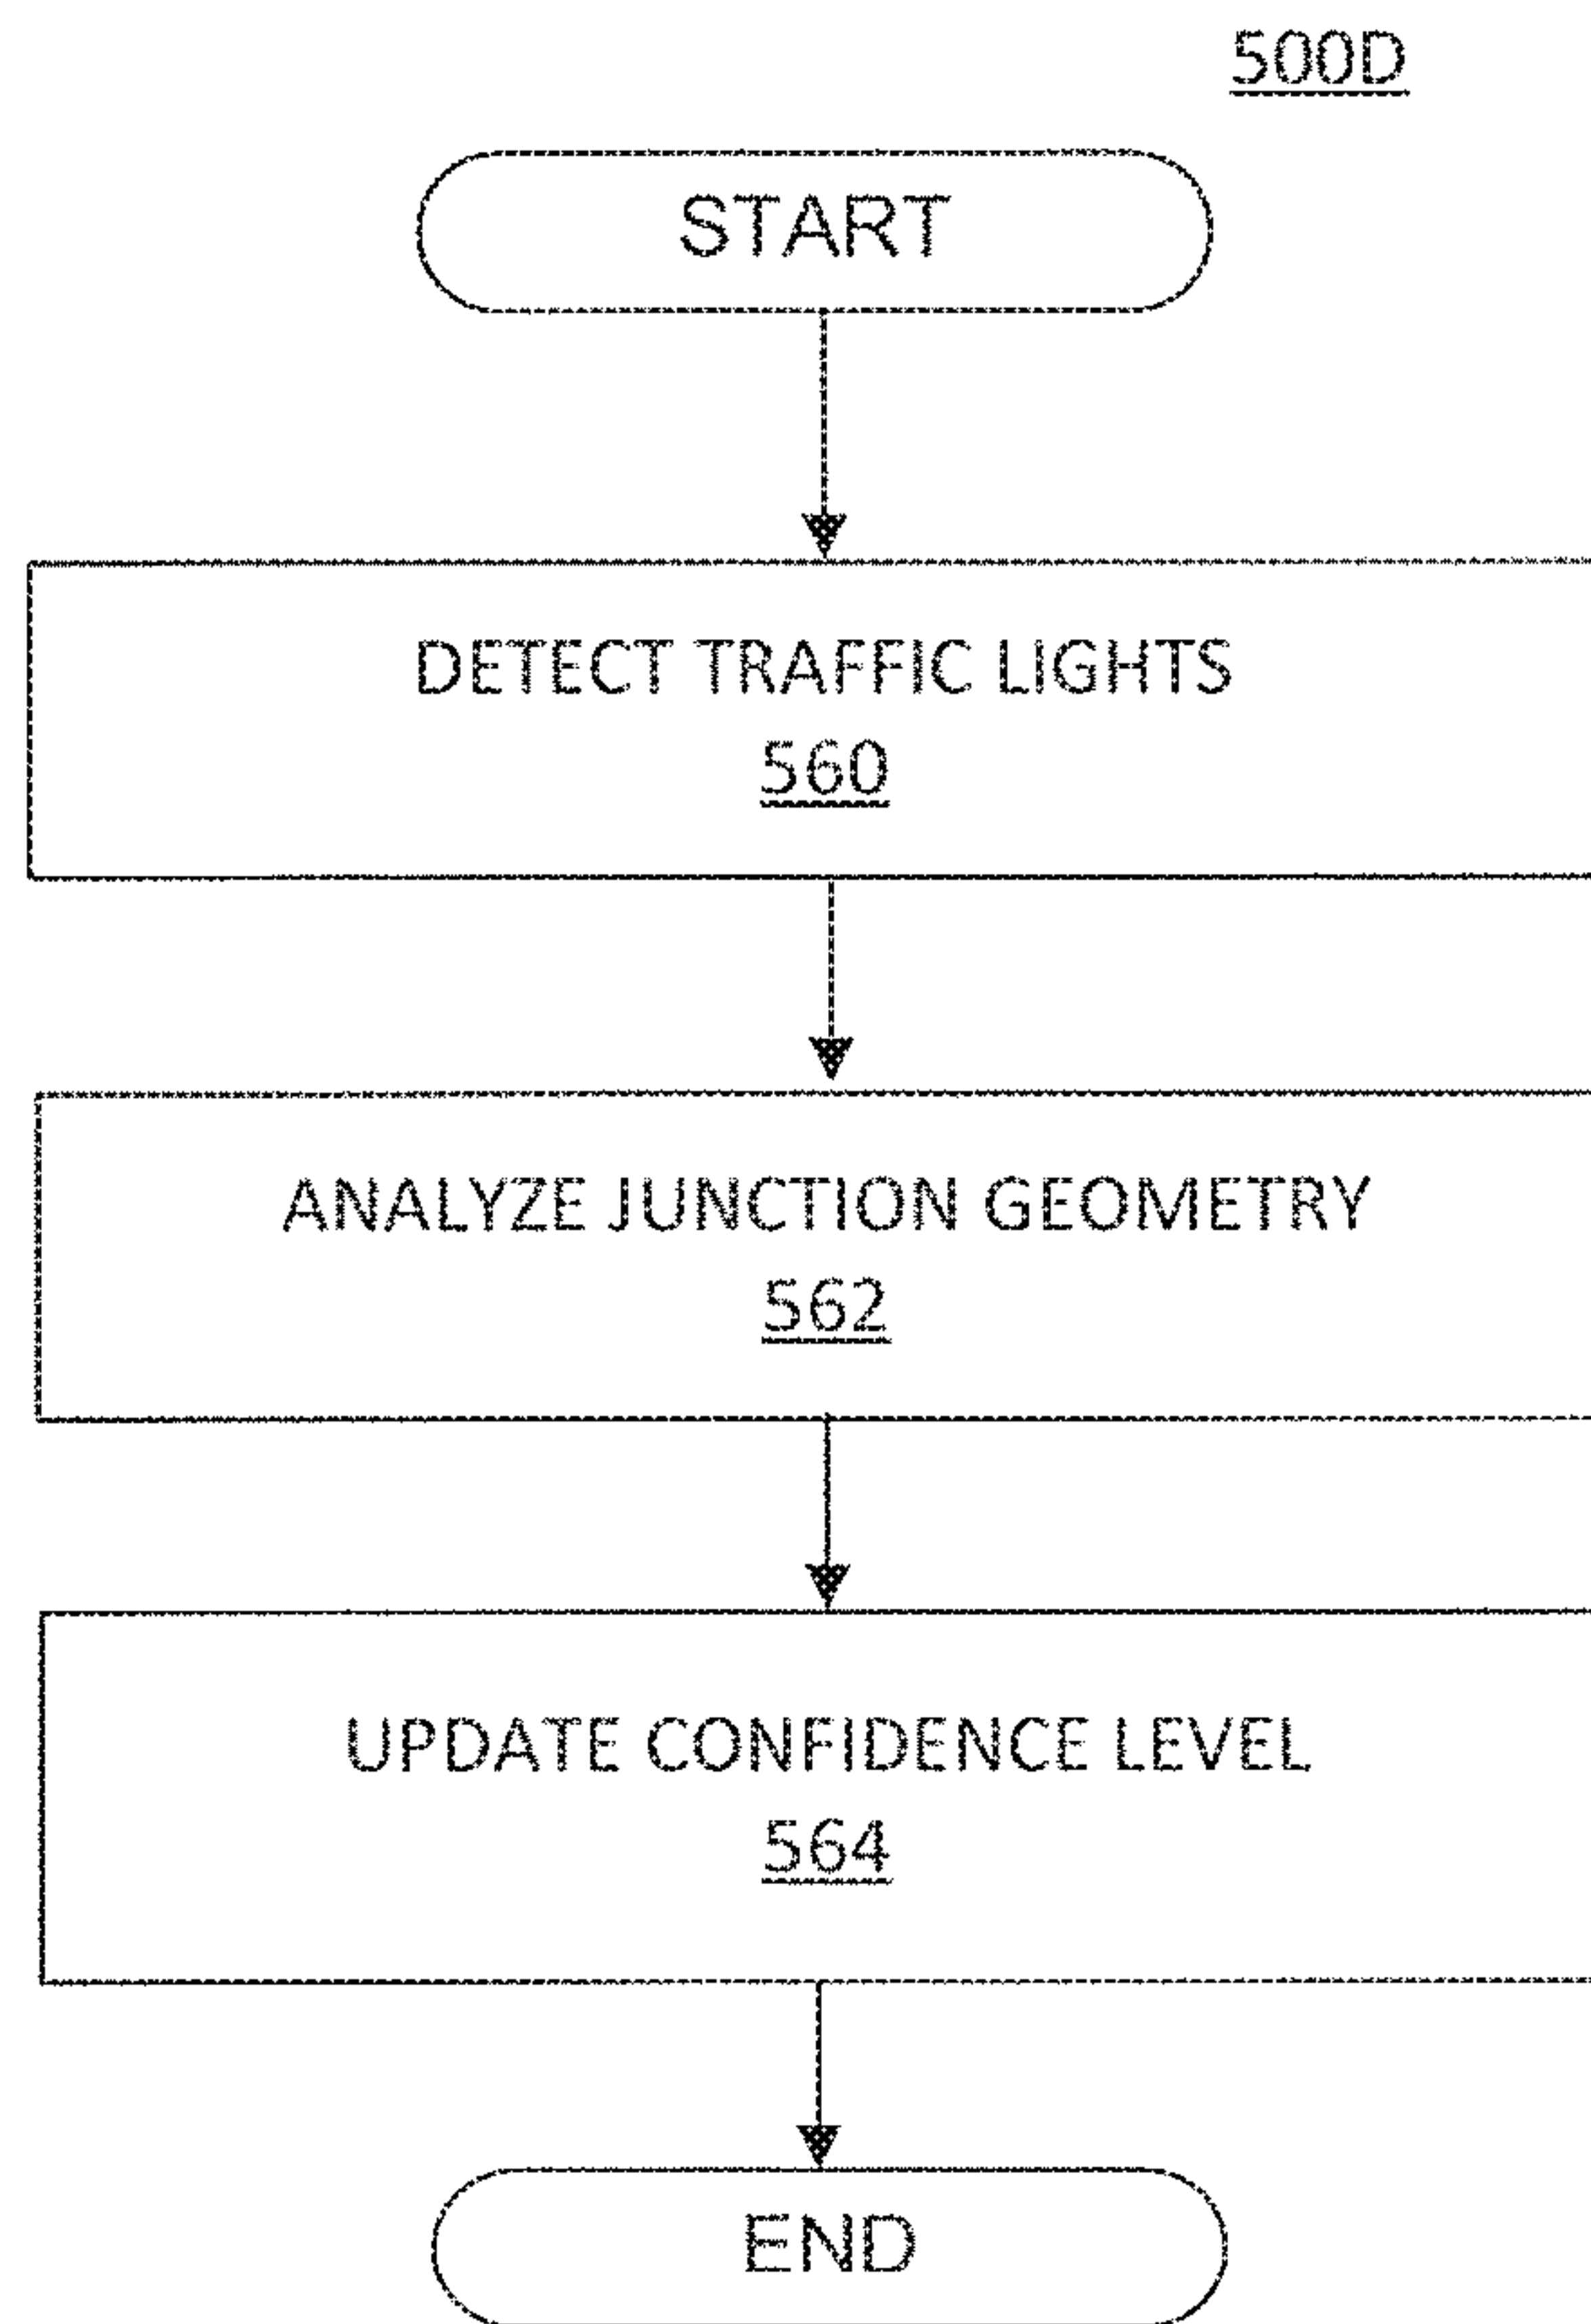 500D
START
DETECT TRAFFIC LIGHTS
560
ANALYZE JUNCTION GEOMETRY
562
UPDATE CONFIDENCE LEVEL
564
END